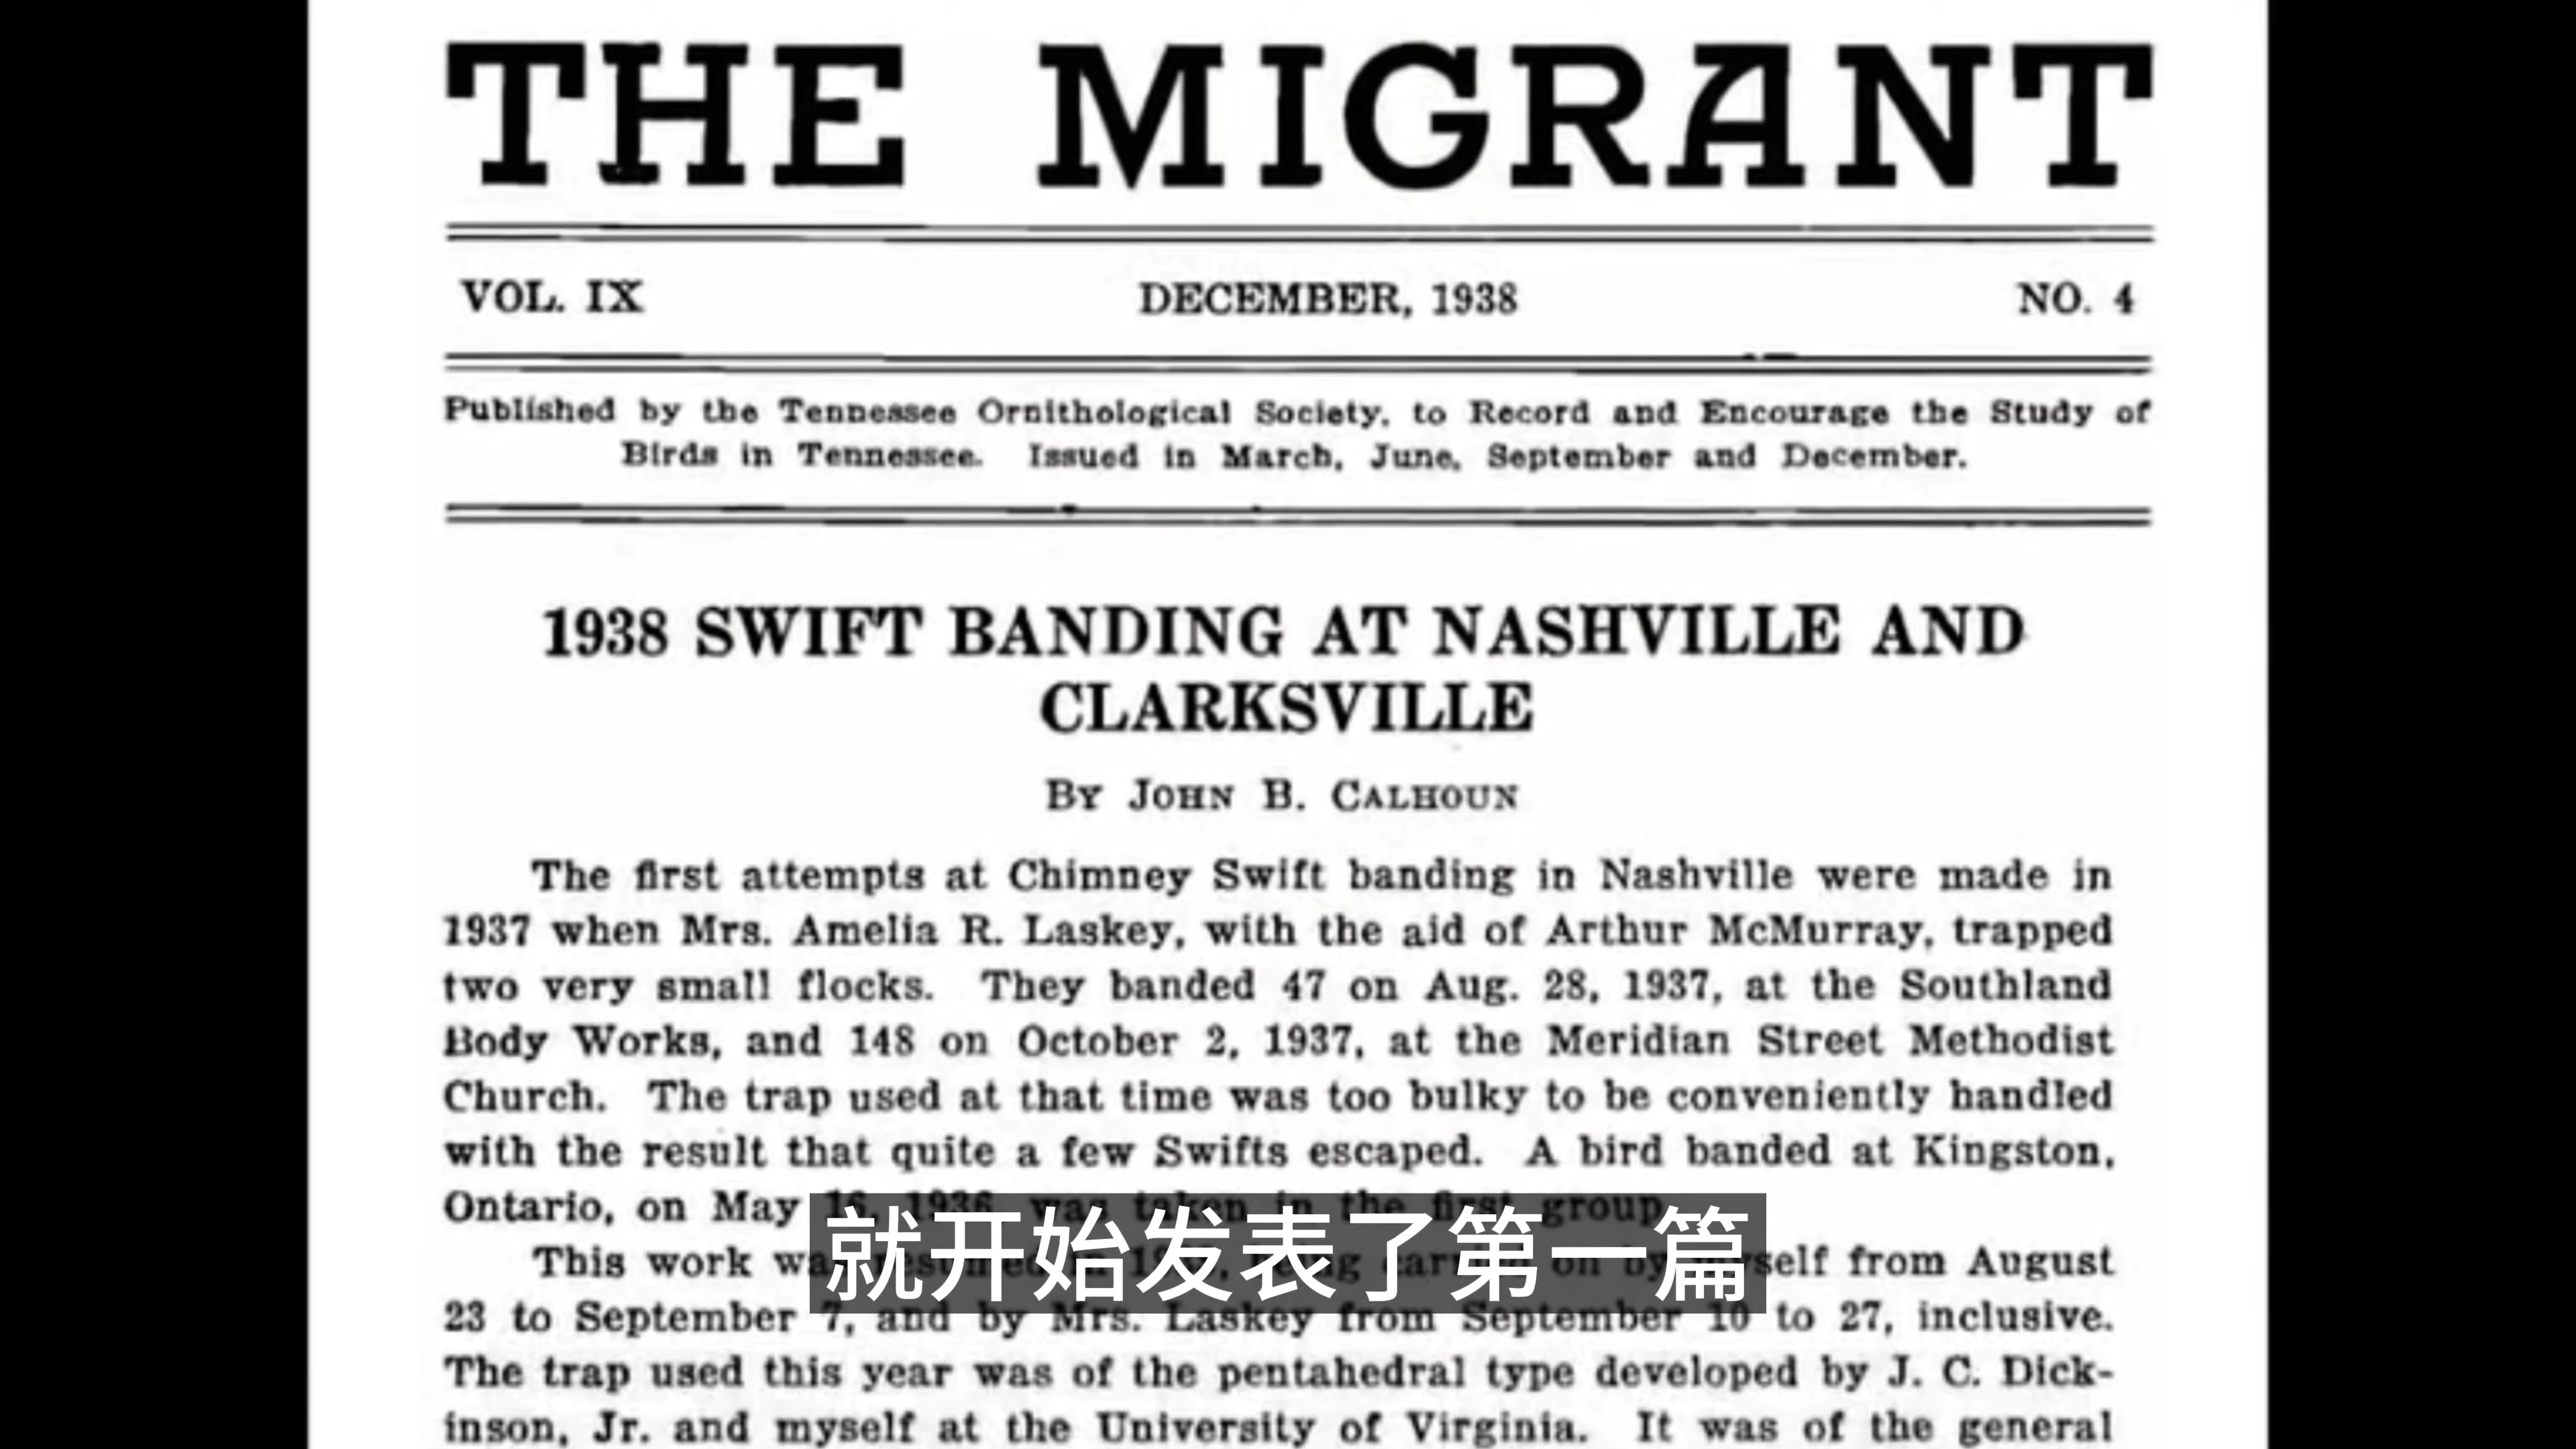 THE MIGRANT
VOL. IX DECEMBER, 1938 NO. 4
Published by the Tennessee Ornithological Society, to Record and Encourage the Study of
Birds in Tennessee. Issued in March, June, September and December.
1938 SWIFT BANDING AT NASHVILLE AND
CLARKSVILLE
BY JOHN B. CALHOUN
The first attempts at Chimney Swift banding in Nashville were made in
1937 when Mrs. Amelia R. Laskey, with the aid of Arthur McMurray, trapped
two very small flocks. They banded 47 on Aug. 28, 1937, at the Southland
Body Works, and 148 on October 2, 1937, at the Meridian Street Methodist
Church. The trap used at that time was too bulky to be conveniently handled
with the result that quite a few Swifts escaped. A bird banded at Kingston,
Ontario, on May 16, 1936, was taken in the first group.
This work was resumed in carried on by myself from August
23 to September 7, and by Mrs. Laskey from September 10 to 27, inclusive.
The trap used this year was of the pentahedral type developed by J. C. Dick-
inson, Jr. and myself at the University of Virginia. It was of the general
就开始发表了第一篇